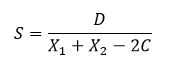 S = D / (X₁ + X₂ − 2C)